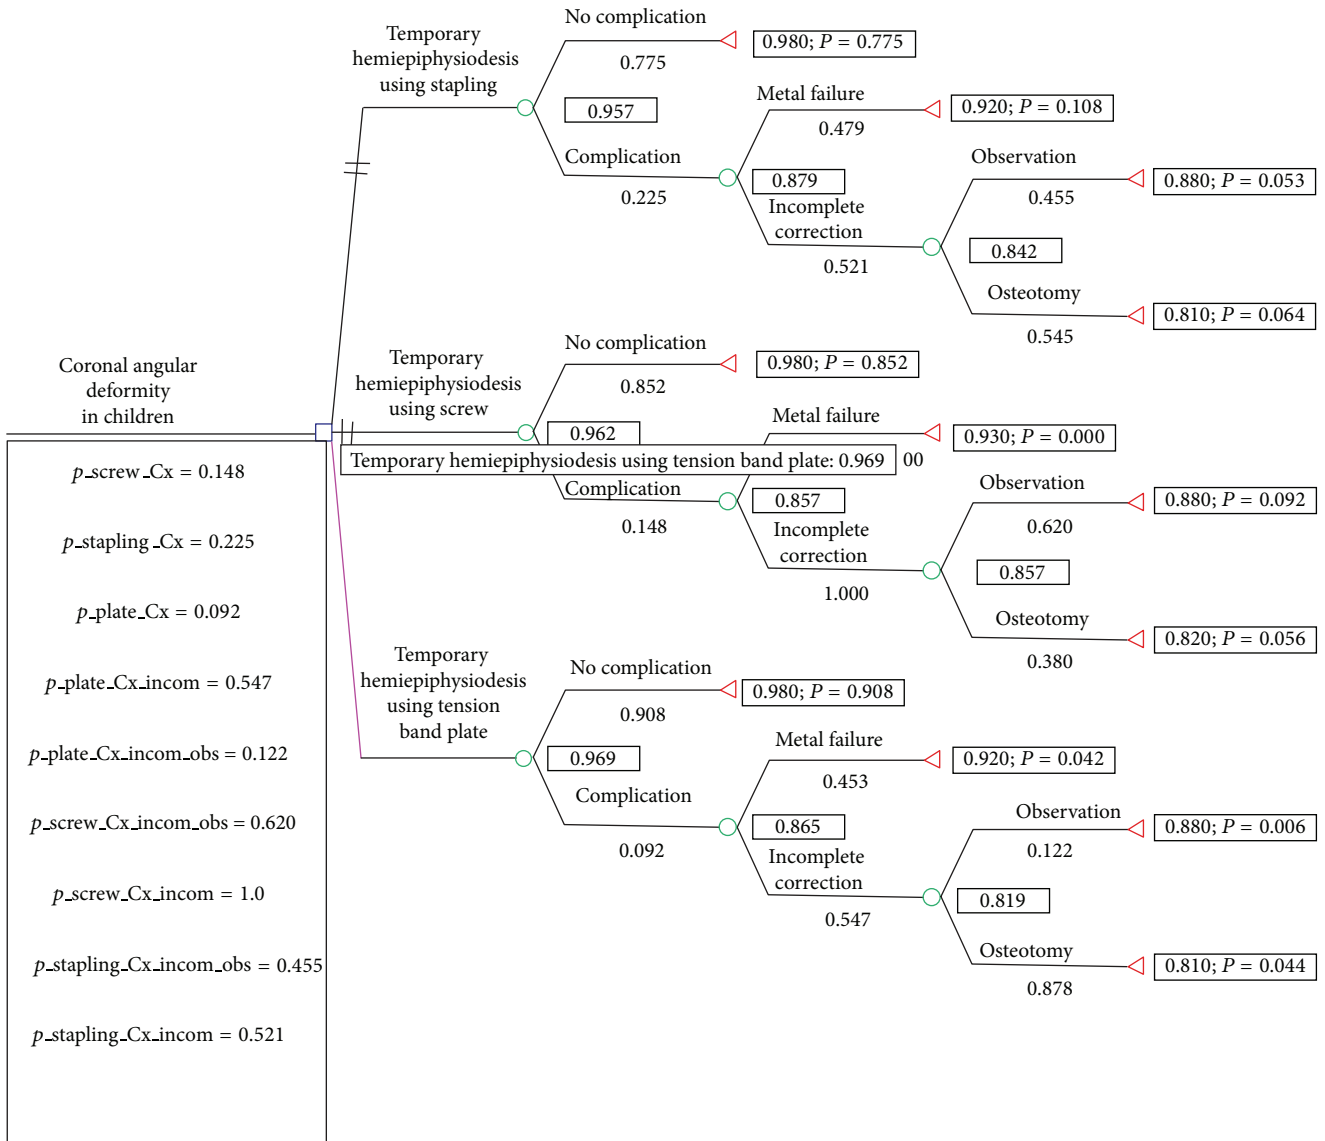 Temporary
hemiepiphysiodesis
using stapling
No complication
0.775
0.980; P = 0.775
0.957
Complication
0.225
Metal failure
0.479
0.920; P = 0.108
0.879
Incomplete
correction
0.521
Observation
0.455
0.880; P = 0.053
0.842
Osteotomy
0.545
0.810; P = 0.064
Coronal angular
deformity
in children
Temporary
hemiepiphysiodesis
using screw
No complication
0.852
0.980; P = 0.852
0.962
Temporary hemiepiphysiodesis using tension band plate: 0.969
00
Complication
0.148
Metal failure
0.930; P = 0.000
0.857
Incomplete
correction
1.000
Observation
0.620
0.880; P = 0.092
0.857
Osteotomy
0.380
0.820; P = 0.056
Temporary
hemiepiphysiodesis
using tension
band plate
No complication
0.908
0.980; P = 0.908
0.969
Complication
0.092
Metal failure
0.453
0.920; P = 0.042
0.865
Incomplete
correction
0.547
Observation
0.122
0.880; P = 0.006
0.819
Osteotomy
0.878
0.810; P = 0.044
p_screw_Cx = 0.148
p_stapling_Cx = 0.225
p_plate_Cx = 0.092
p_plate_Cx_incom = 0.547
p_plate_Cx_incom_obs = 0.122
p_screw_Cx_incom_obs = 0.620
p_screw_Cx_incom = 1.0
p_stapling_Cx_incom_obs = 0.455
p_stapling_Cx_incom = 0.521